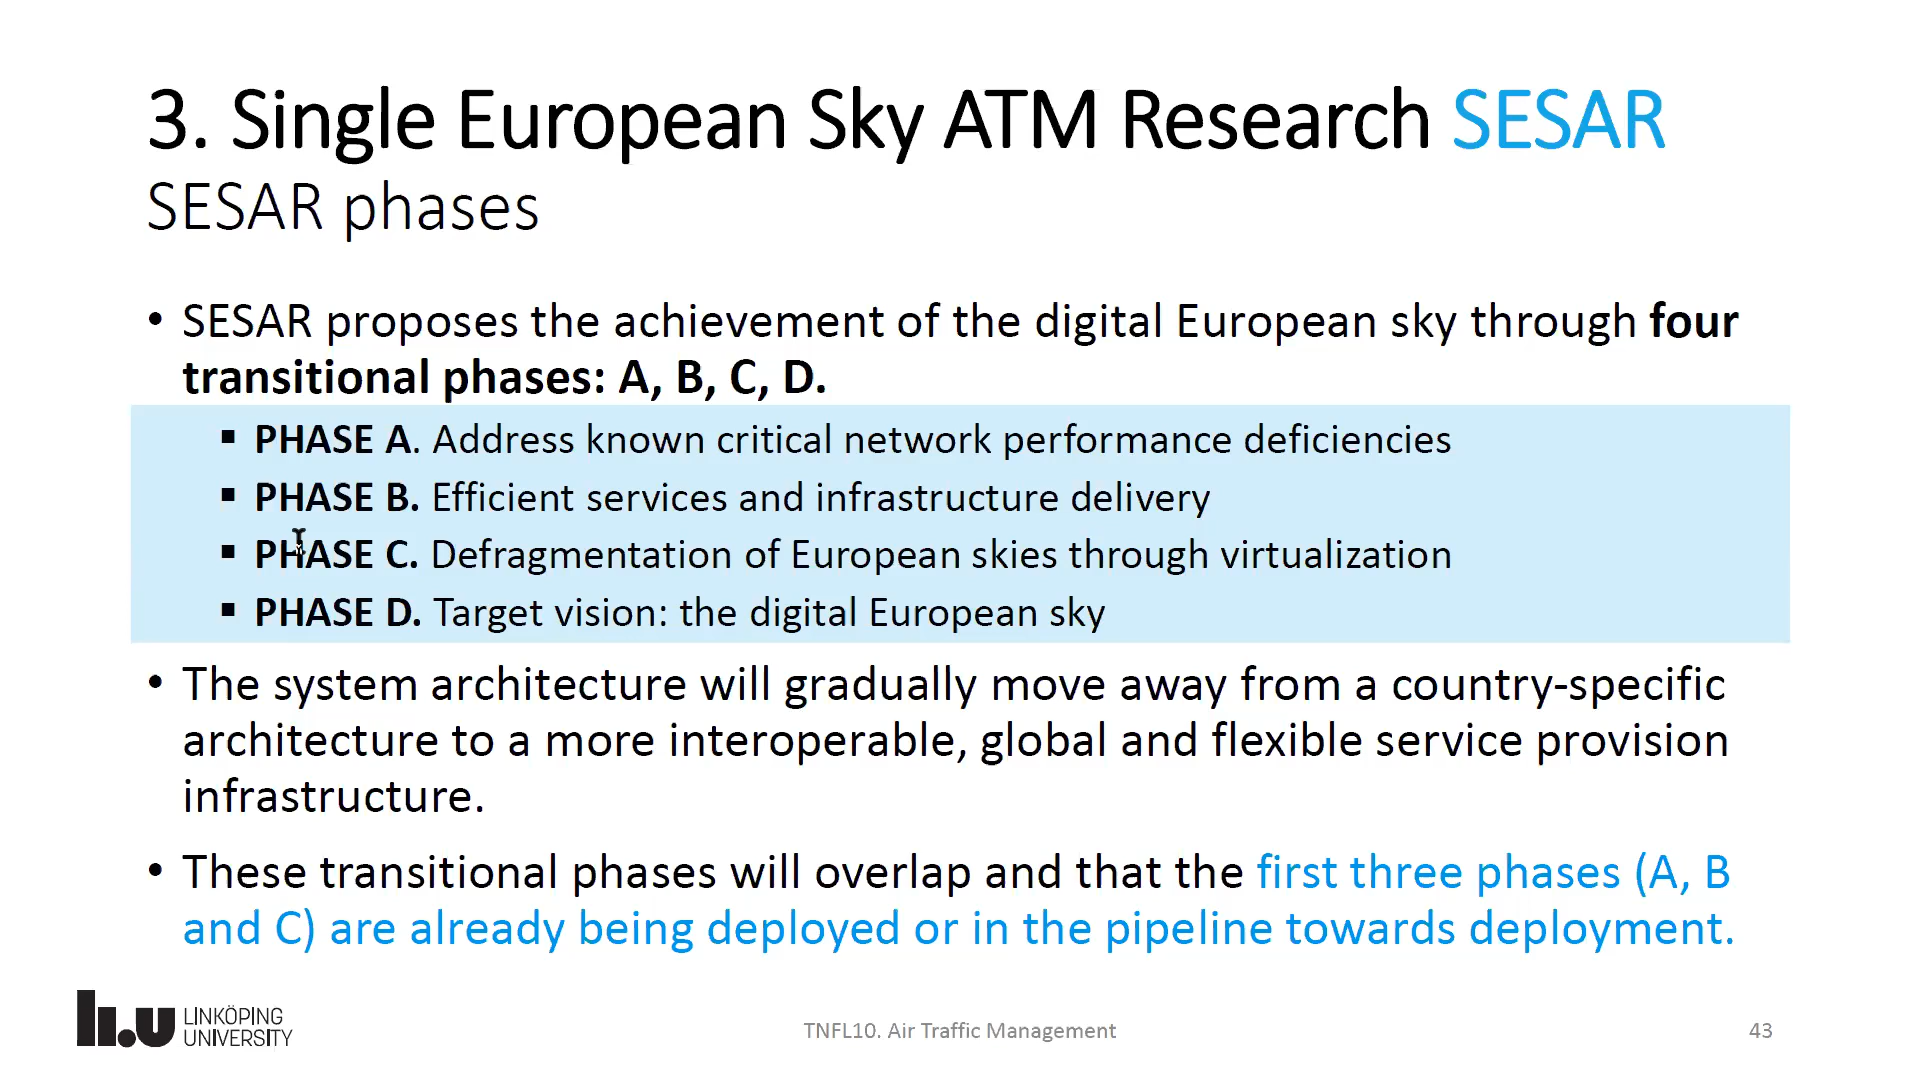 3. Single European Sky ATM Research SESAR
SESAR phases
• SESAR proposes the achievement of the digital European sky through four
transitional phases: A, B, C, D.
▪ PHASE A. Address known critical network performance deficiencies
▪ PHASE B. Efficient services and infrastructure delivery
▪ PHASE C. Defragmentation of European skies through virtualization
▪ PHASE D. Target vision: the digital European sky
• The system architecture will gradually move away from a country-specific
architecture to a more interoperable, global and flexible service provision
infrastructure.
• These transitional phases will overlap and that the first three phases (A, B
and C) are already being deployed or in the pipeline towards deployment.
li.u LINKÖPING
UNIVERSITY
TNFL10. Air Traffic Management
43